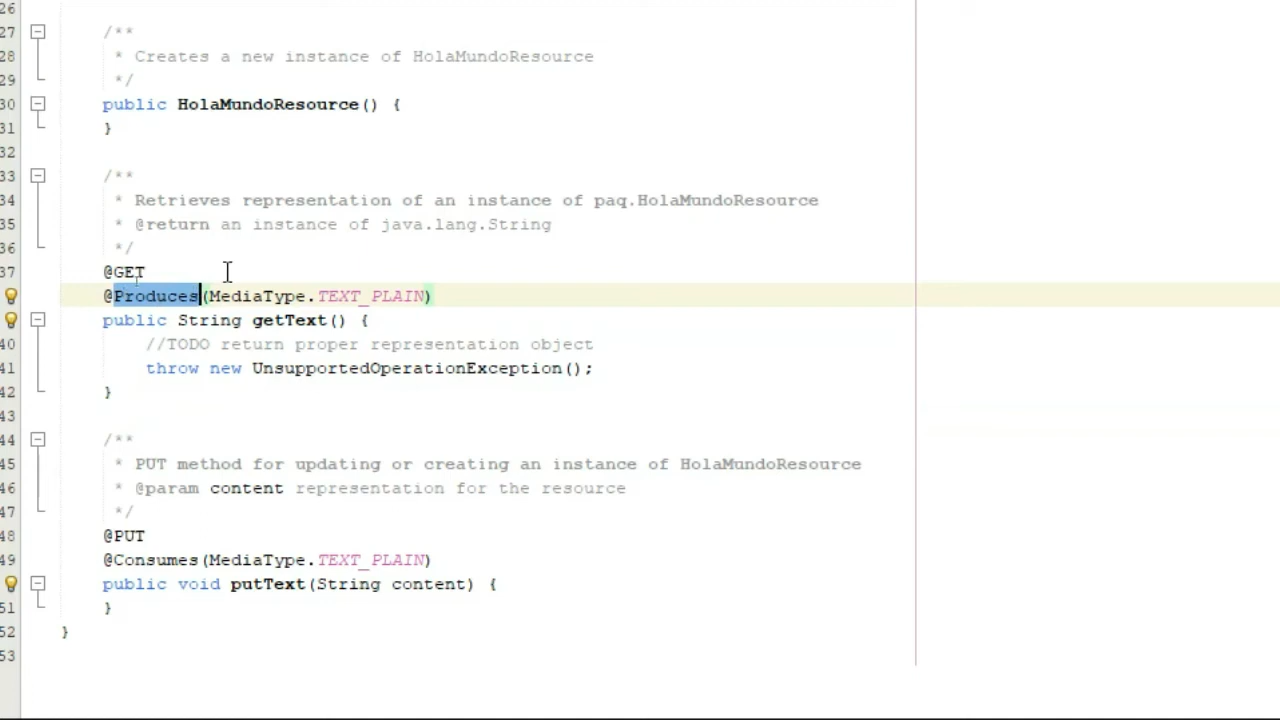 26
27 /**
28 * Creates a new instance of HolaMundoResource
29 */
30 public HolaMundoResource() {
31 }
32
33 /**
34 * Retrieves representation of an instance of paq.HolaMundoResource
35 * @return an instance of java.lang.String
36 */
37 @GET
@Produces(MediaType.TEXT_PLAIN)
public String getText() {
40 //TODO return proper representation object
41 throw new UnsupportedOperationException();
42 }
43
44 /**
45 * PUT method for updating or creating an instance of HolaMundoResource
46 * @param content representation for the resource
47 */
48 @PUT
49 @Consumes(MediaType.TEXT_PLAIN)
public void putText(String content) {
51 }
52 }
53